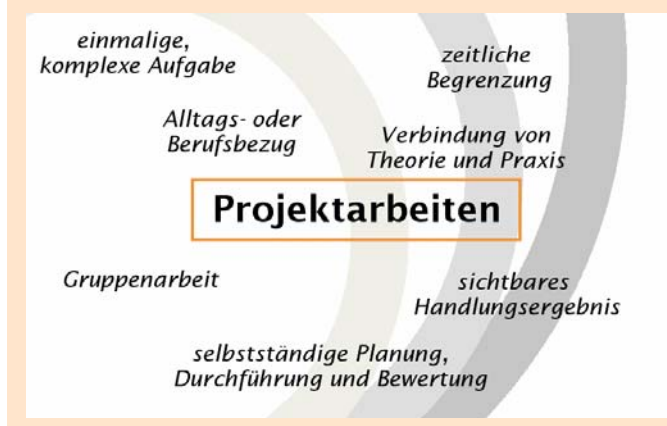 einmalige,
komplexe Aufgabe
zeitliche
Begrenzung
Alltags- oder
Berufsbezug
Verbindung von
Theorie und Praxis
Projektarbeiten
Gruppenarbeit
sichtbares
Handlungsergebnis
selbstständige Planung,
Durchführung und Bewertung